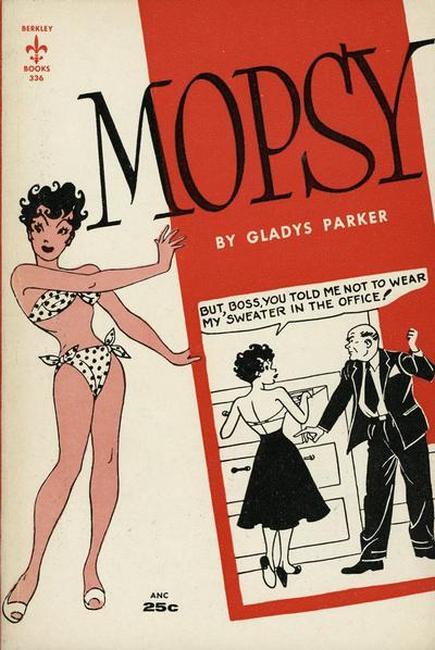 BERKLEY
BOOKS
336
MOPSY
BY GLADYS PARKER
BUT, BOSS, YOU TOLD ME NOT TO WEAR
MY SWEATER IN THE OFFICE!
ANC
25c